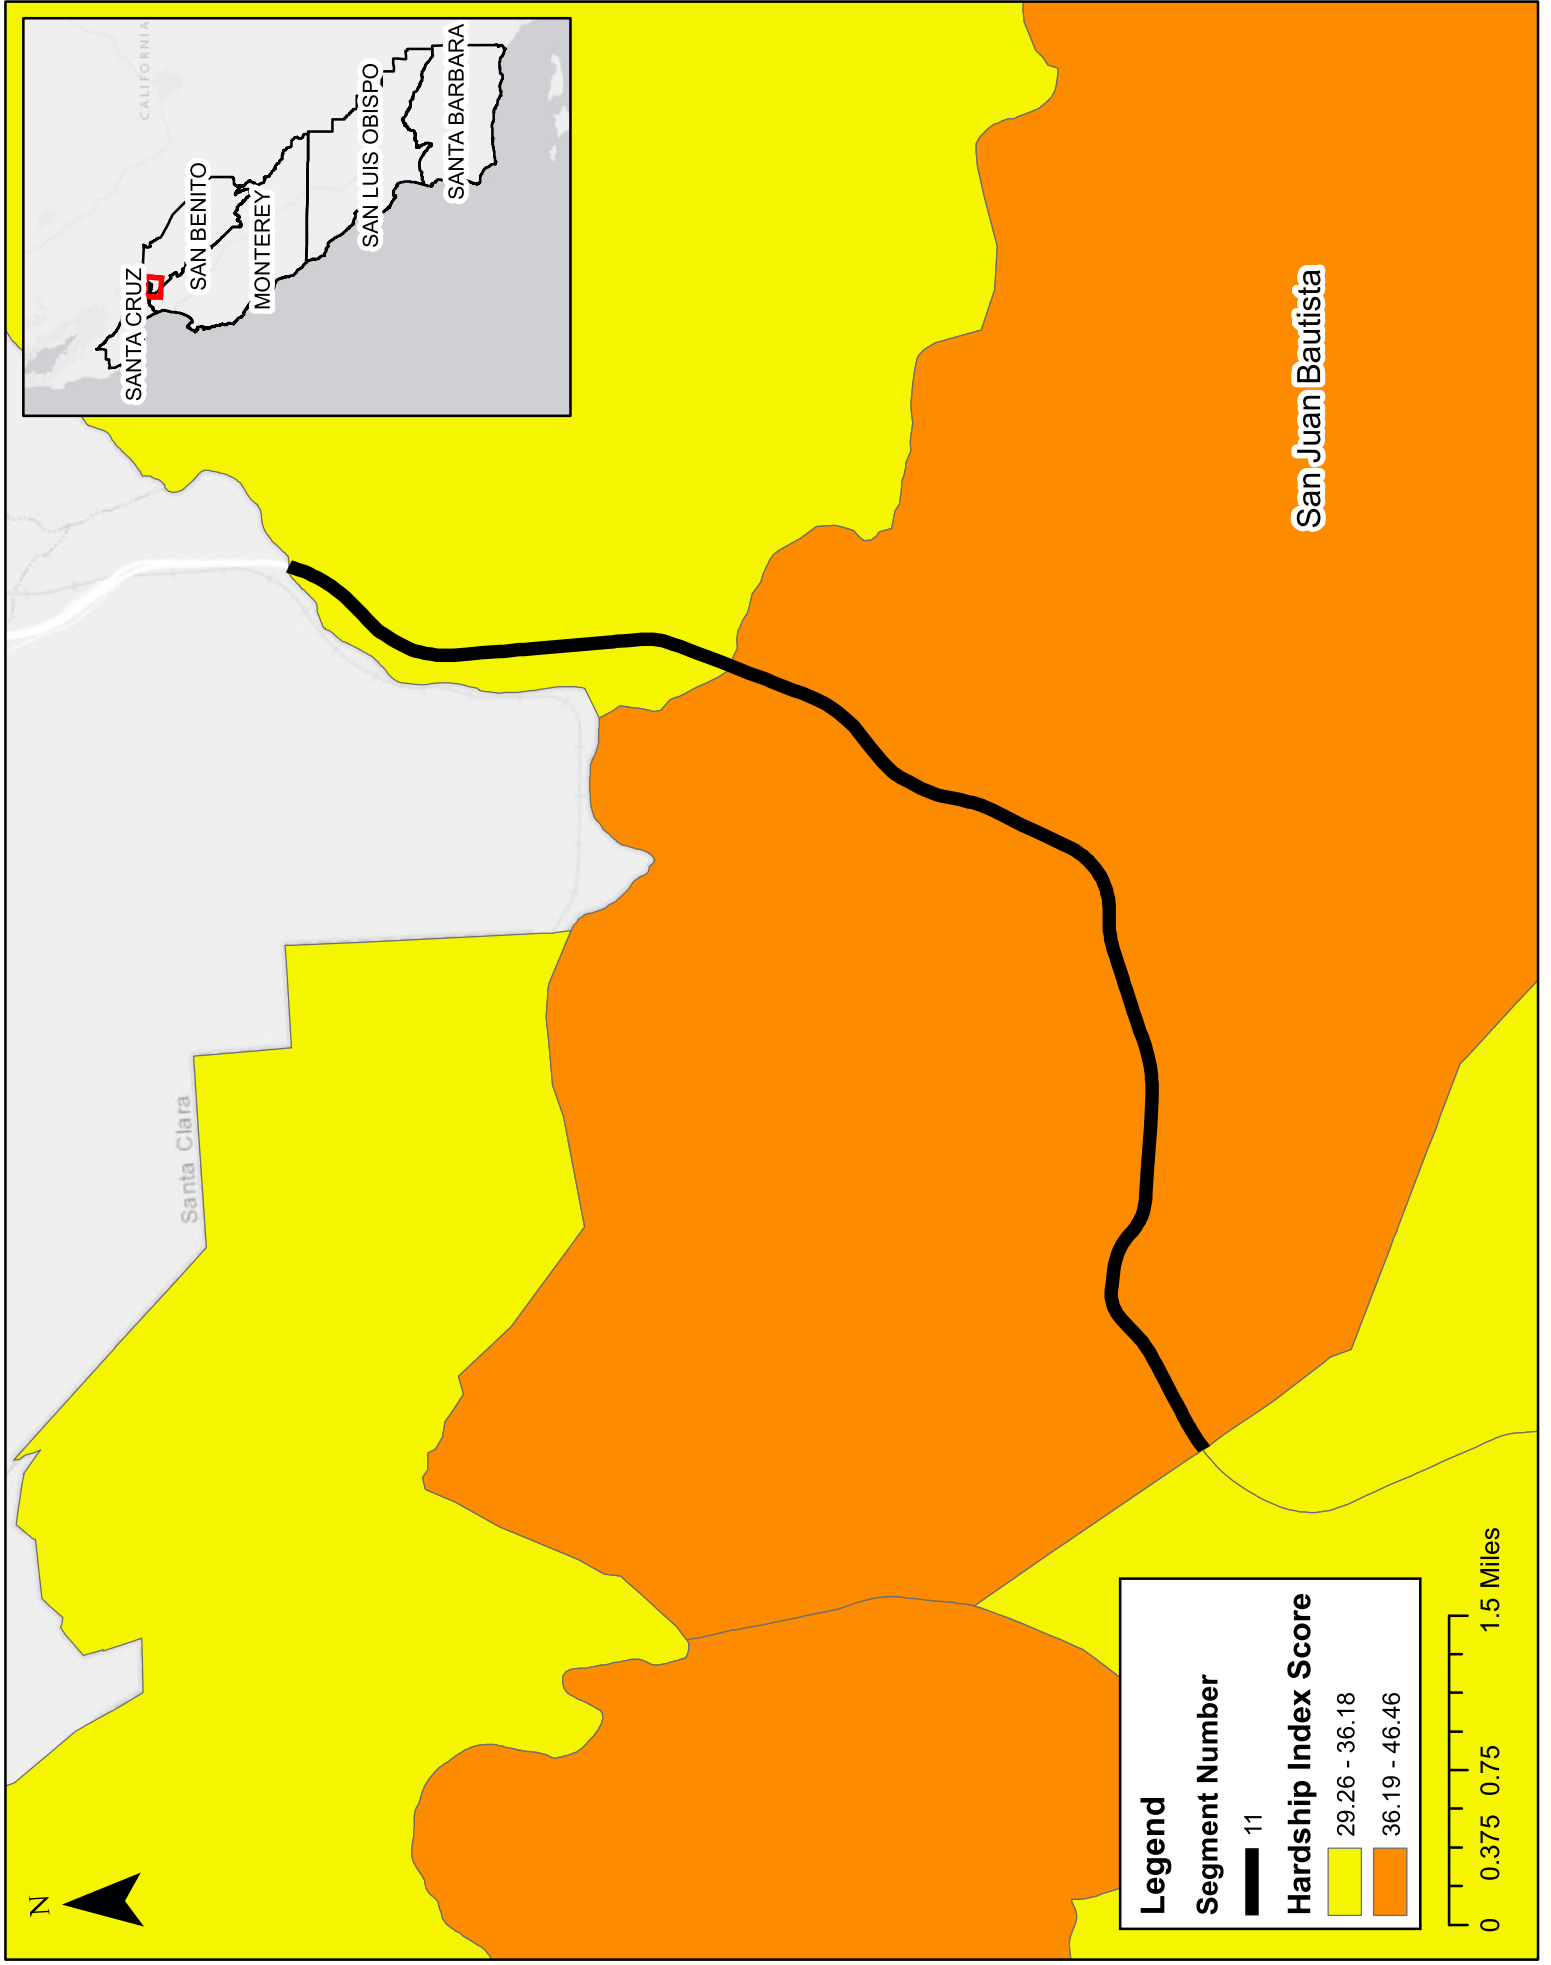 CALIFORNIA
SANTA CRUZ
SAN BENITO
MONTEREY
SAN LUIS OBISPO
SANTA BARBARA
Santa Clara
San Juan Bautista
N
Legend
Segment Number
11
Hardship Index Score
29.26 - 36.18
36.19 - 46.46
0 0.375 0.75 1.5 Miles